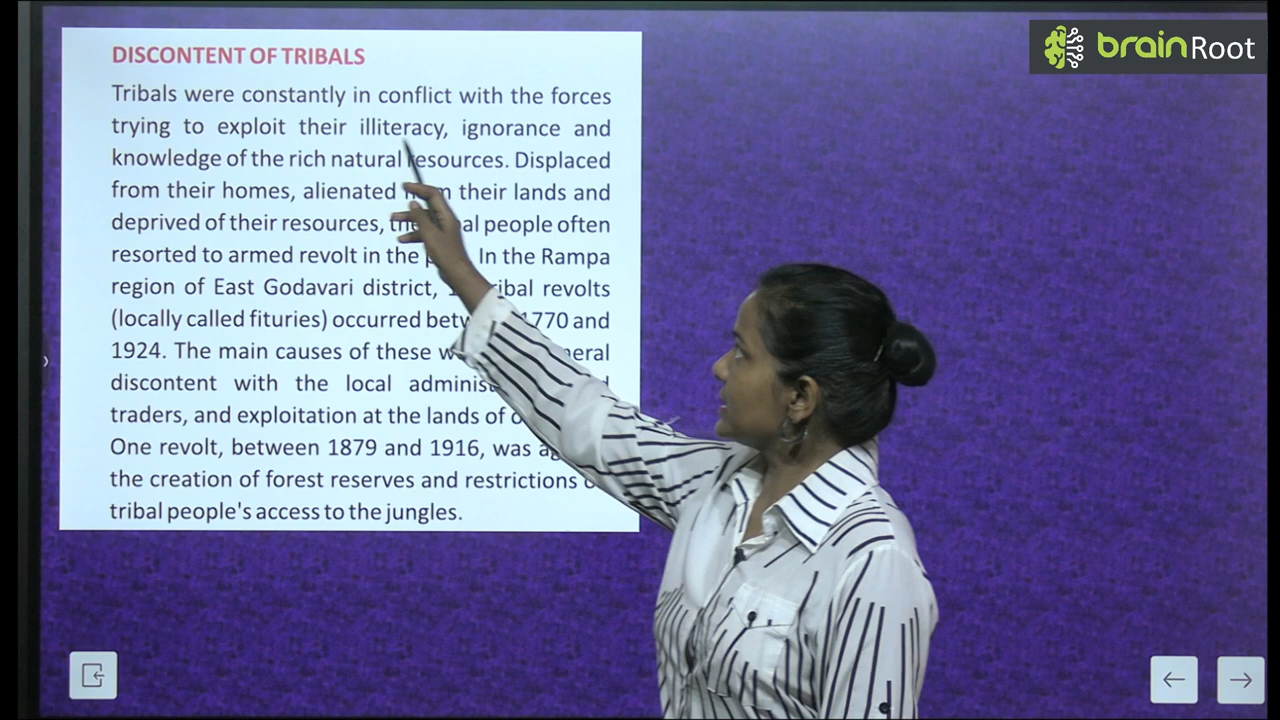 brainRoot
DISCONTENT OF TRIBALS
Tribals were constantly in conflict with the forces
trying to exploit their illiteracy, ignorance and
knowledge of the rich natural resources. Displaced
from their homes, alienated their lands and
deprived of their resources, people often
resorted to armed revolt in the In the Rampa
region of East Godavari district, revolts
(locally called fituries) occurred 1770 and
1924. The main causes of these
discontent with the local
traders, and exploitation at the lands of
One revolt, between 1879 and 1916, was
the creation of forest reserves and restrictions
tribal people's access to the jungles.